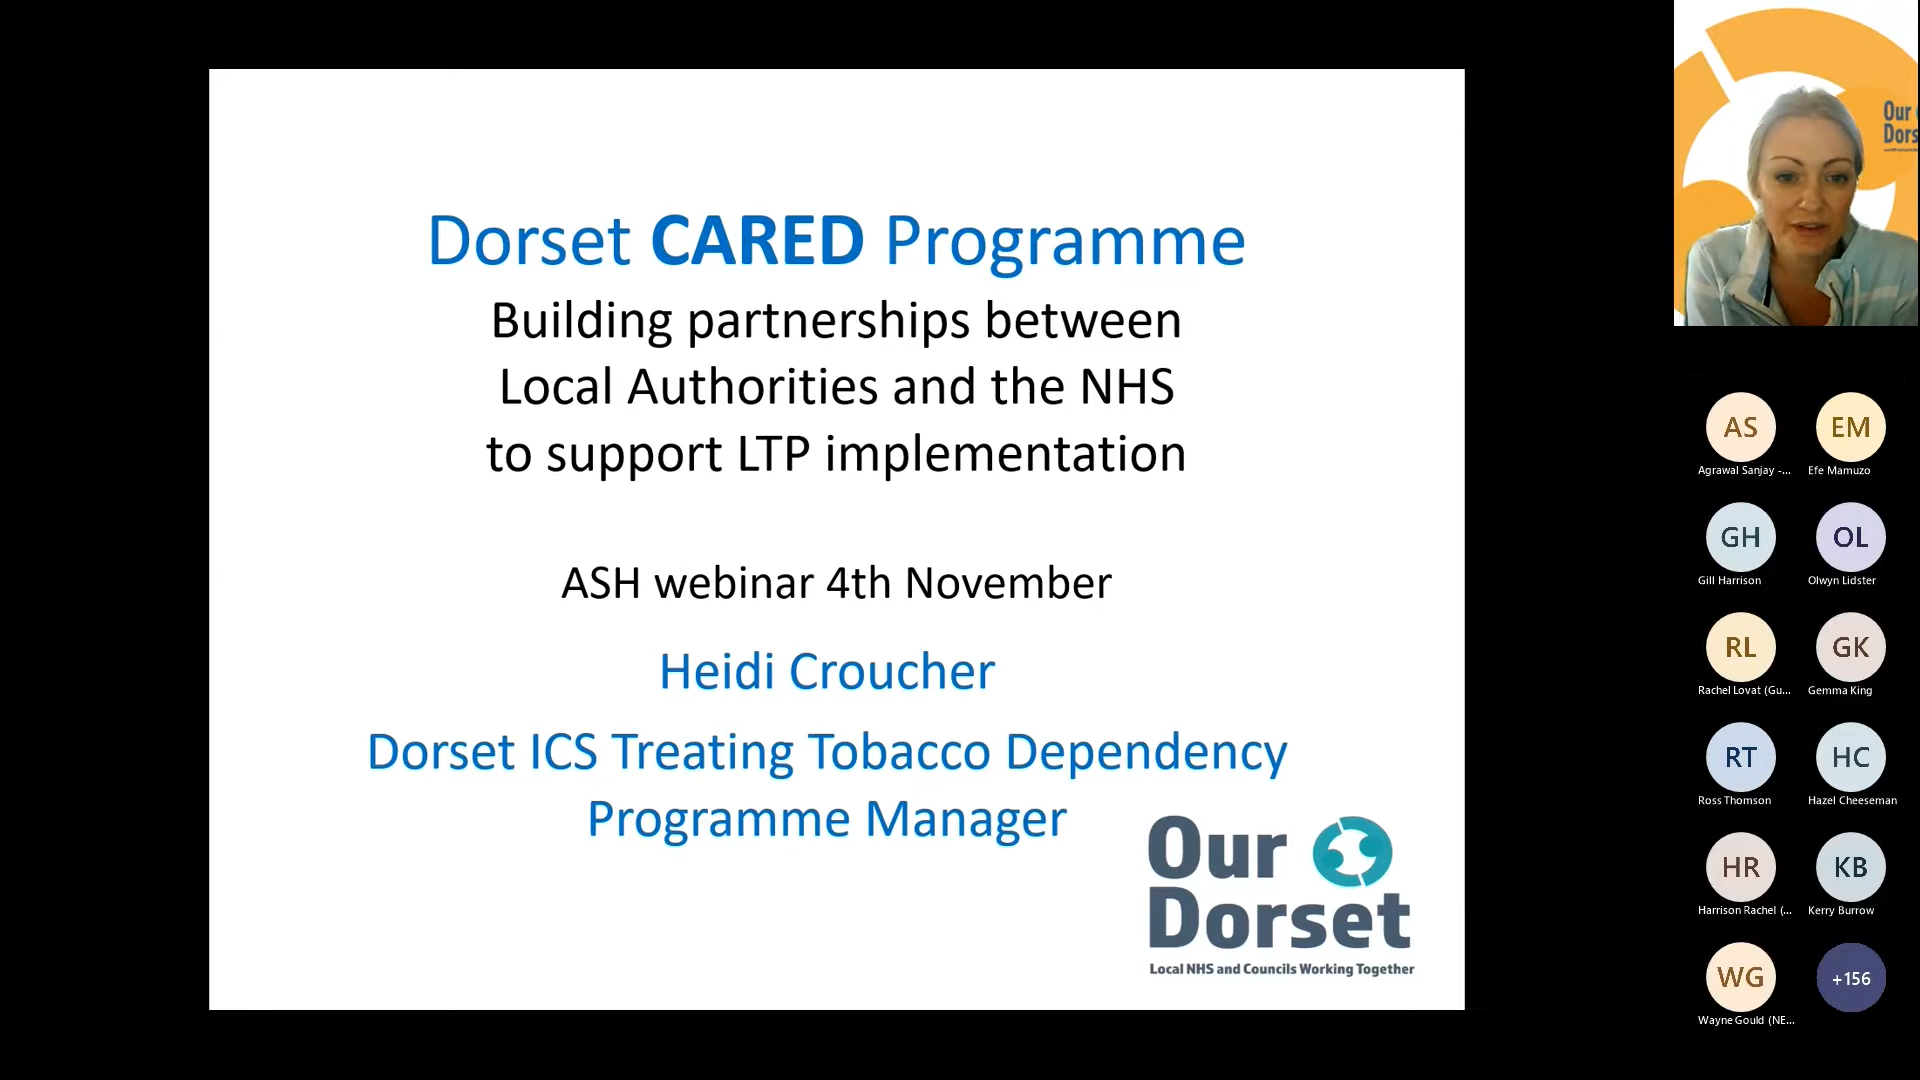 Dorset CARED Programme
Building partnerships between
Local Authorities and the NHS
to support LTP implementation
ASH webinar 4th November
Heidi Croucher
Dorset ICS Treating Tobacco Dependency
Programme Manager
Our
Dorset
Local NHS and Councils Working Together
Our
Dors
AS EM
Agrawal Sanjay -... Efe Mamuzo
GH OL
Gill Harrison Olwyn Lidster
RL GK
Rachel Lovat (Gu... Gemma King
RT HC
Ross Thomson Hazel Cheeseman
HR KB
Harrison Rachel (... Kerry Burrow
WG +156
Wayne Gould (NE...